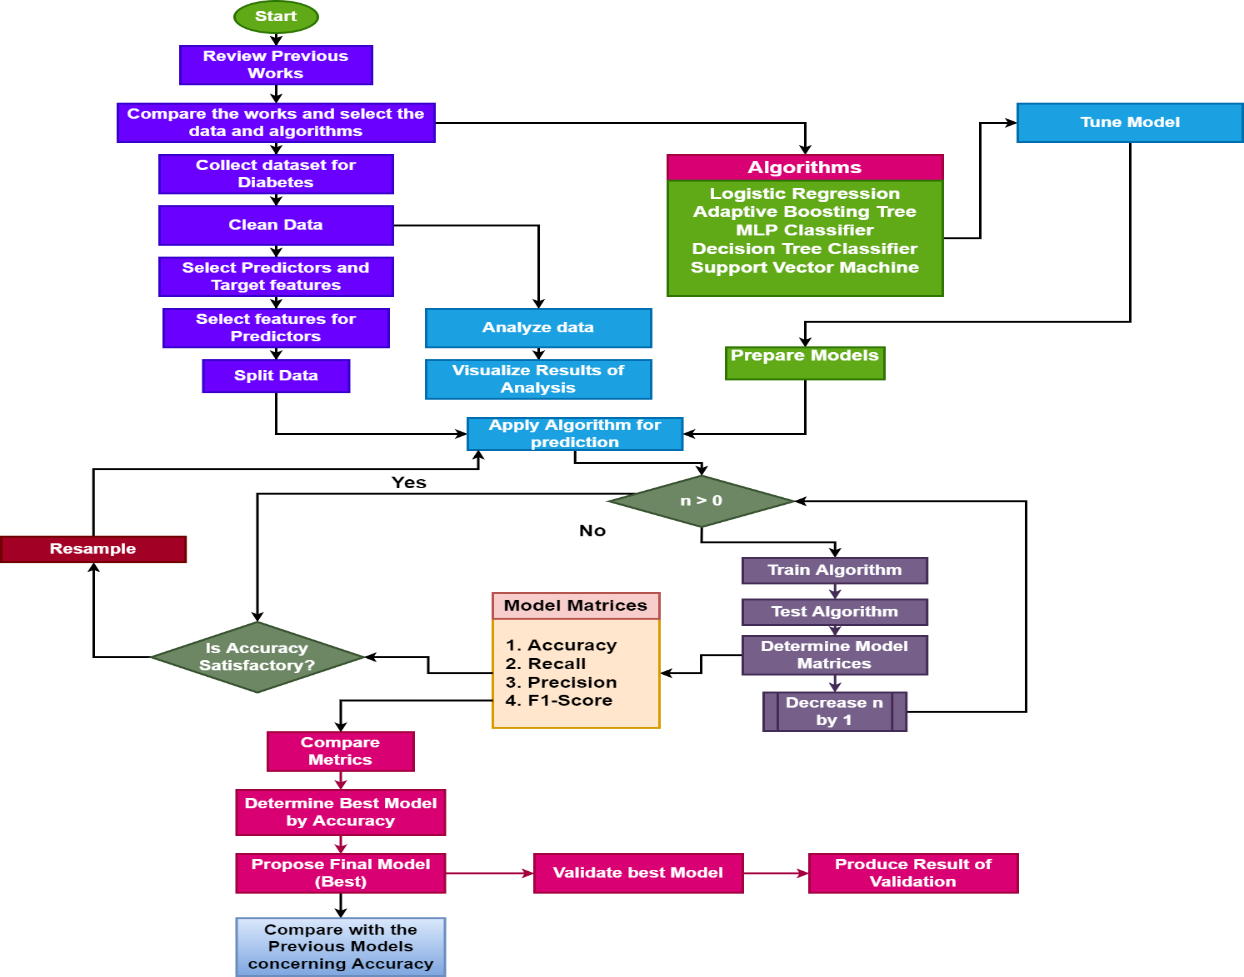 Start
Review Previous
Works
Compare the works and select the
data and algorithms
Collect dataset for
Diabetes
Clean Data
Select Predictors and
Target features
Select features for
Predictors
Split Data
Algorithms
Logistic Regression
Adaptive Boosting Tree
MLP Classifier
Decision Tree Classifier
Support Vector Machine
Tune Model
Analyze data
Visualize Results of
Analysis
Prepare Models
Apply Algorithm for
prediction
Yes
n > 0
No
Resample
Train Algorithm
Test Algorithm
Determine Model
Matrices
Decrease n
by 1
Model Matrices
1. Accuracy
2. Recall
3. Precision
4. F1-Score
Is Accuracy
Satisfactory?
Compare
Metrics
Determine Best Model
by Accuracy
Propose Final Model
(Best)
Validate best Model
Produce Result of
Validation
Compare with the
Previous Models
concerning Accuracy